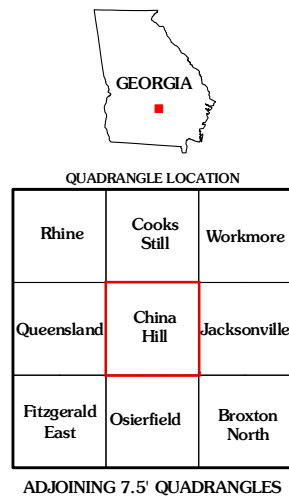 GEORGIA
QUADRANGLE LOCATION
Rhine
Cooks
Still
Workmore
Queensland
China
Hill
Jacksonville
Fitzgerald
East
Osierfield
Broxton
North
ADJOINING 7.5' QUADRANGLES